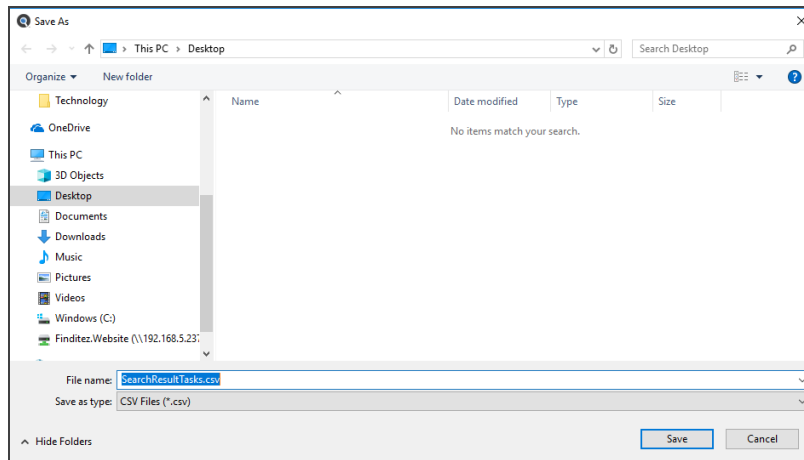 Save As
This PC > Desktop
Search Desktop
Organize
New folder
?
Technology
Name
Date modified
Type
Size
OneDrive
No items match your search.
This PC
3D Objects
Desktop
Documents
Downloads
Music
Pictures
Videos
Windows (C:)
Finditez.Website (\\192.168.5.237
File name: SearchResultTasks.csv
Save as type: CSV Files (*.csv)
Hide Folders
Save
Cancel